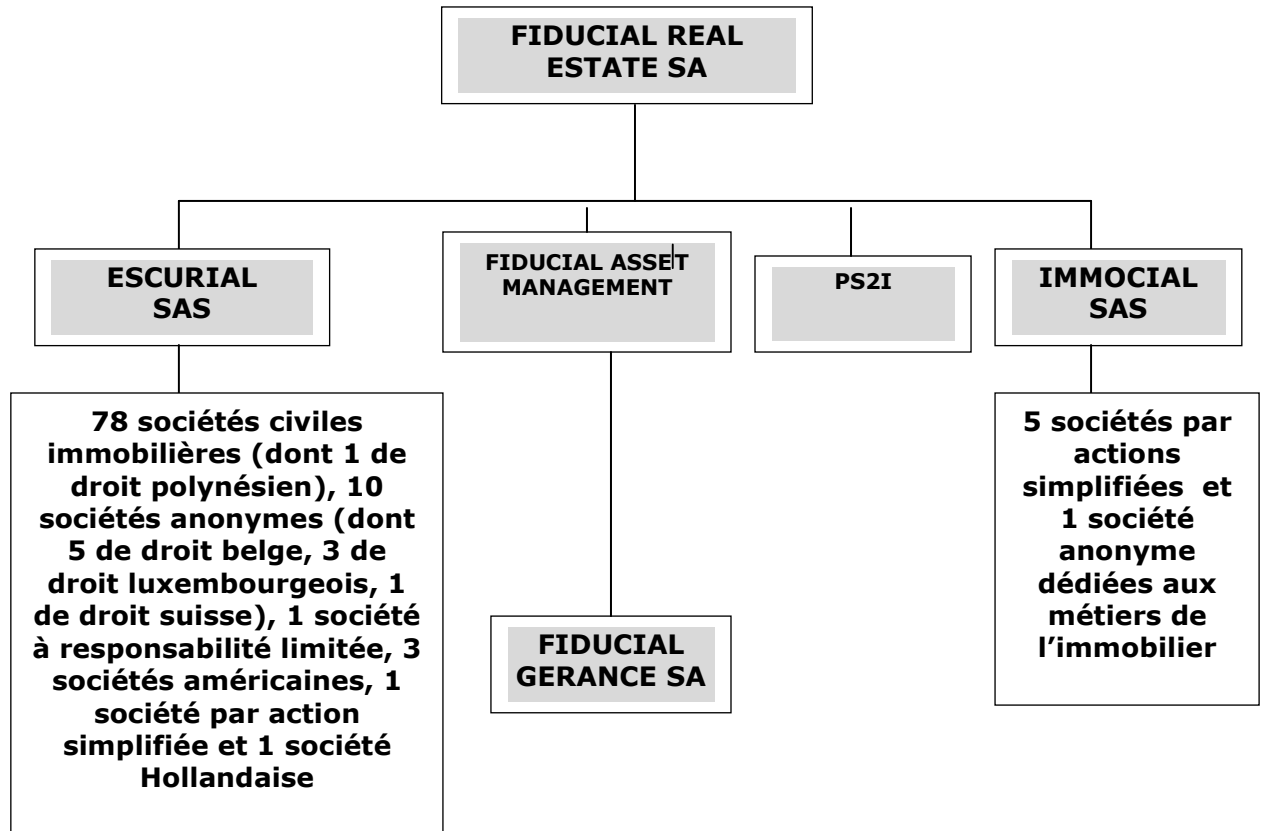 FIDUCIAL REAL
ESTATE SA
ESCURIAL
SAS
FIDUCIAL ASSET
MANAGEMENT
PS2I
IMMOCIAL
SAS
78 sociétés civiles
immobilières (dont 1 de
droit polynésien), 10
sociétés anonymes (dont
5 de droit belge, 3 de
droit luxembourgeois, 1
de droit suisse), 1 société
à responsabilité limitée, 3
sociétés américaines, 1
société par action
simplifiée et 1 société
Hollandaise
FIDUCIAL
GERANCE SA
5 sociétés par
actions
simplifiées et
1 société
anonyme
dédiées aux
métiers de
l’immobilier